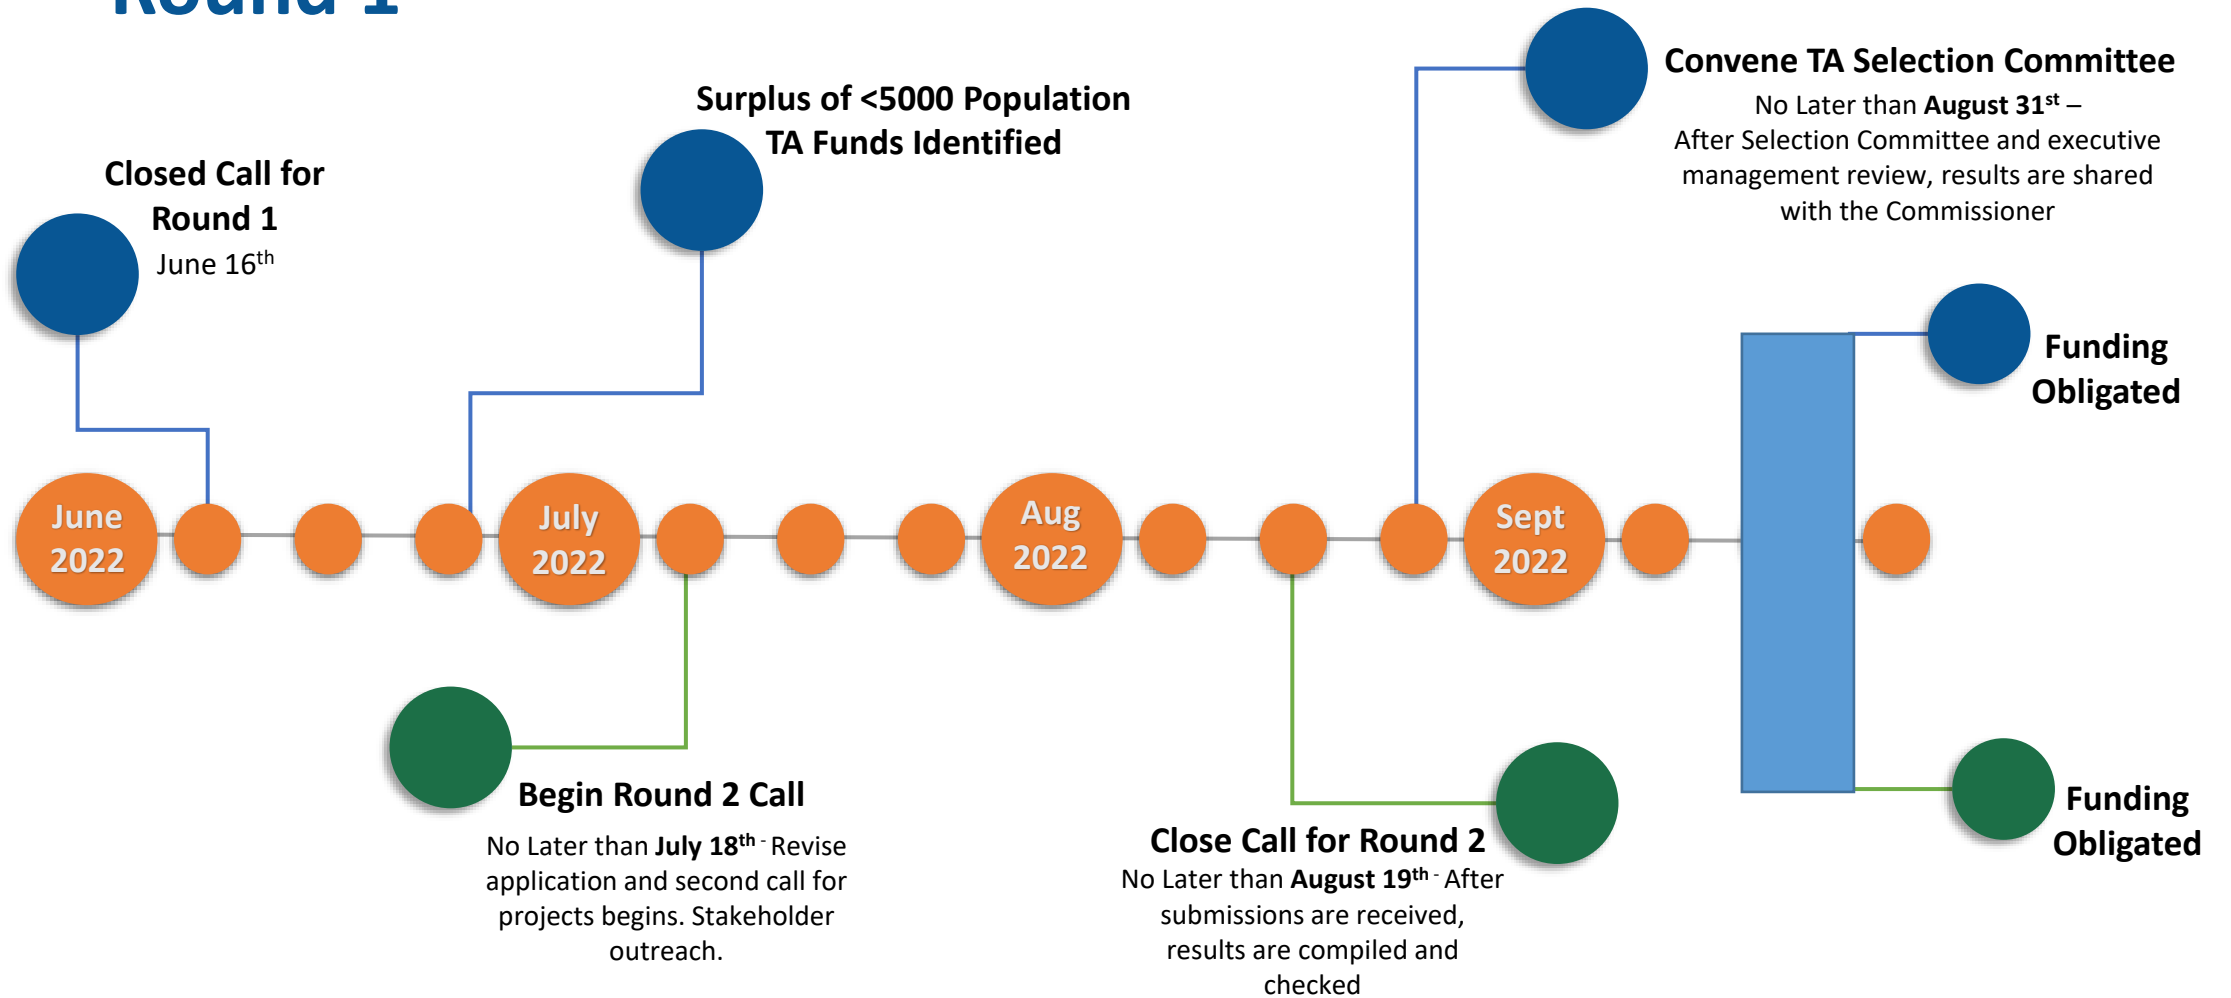 Round 1
Closed Call for
Round 1
June 16th
Surplus of <5000 Population
TA Funds Identified
Convene TA Selection Committee
No Later than August 31st –
After Selection Committee and executive
management review, results are shared
with the Commissioner
Funding
Obligated
June
2022
July
2022
Aug
2022
Sept
2022
Begin Round 2 Call
No Later than July 18th - Revise
application and second call for
projects begins. Stakeholder
outreach.
Close Call for Round 2
No Later than August 19th - After
submissions are received,
results are compiled and
checked
Funding
Obligated